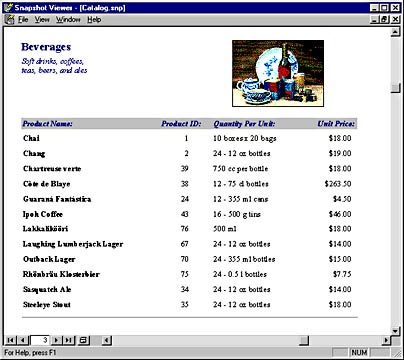 Snapshot Viewer - [Catalog.snp]
File View Window Help
Beverages
Soft drinks, coffees,
teas, beers, and ales
Product Name: Product ID: Quantity Per Unit: Unit Price:
Chai 1 10 boxes x 20 bags $18.00
Chang 2 24 - 12 oz bottles $19.00
Chartreuse verte 39 750 cc per bottle $18.00
Côte de Blaye 38 12 - 75 cl bottles $263.50
Guaraná Fantástica 24 12 - 355 ml cans $4.50
Ipoh Coffee 43 16 - 500 g tins $46.00
Lakkalikööri 76 500 ml $18.00
Laughing Lumberjack Lager 67 24 - 12 oz bottles $14.00
Outback Lager 70 24 - 355 ml bottles $15.00
Rhönbräu Klosterbier 75 24 - 0.5 l bottles $7.75
Sasquatch Ale 34 24 - 12 oz bottles $14.00
Steeleye Stout 35 24 - 12 oz bottles $18.00
3
For Help, press F1 NUM